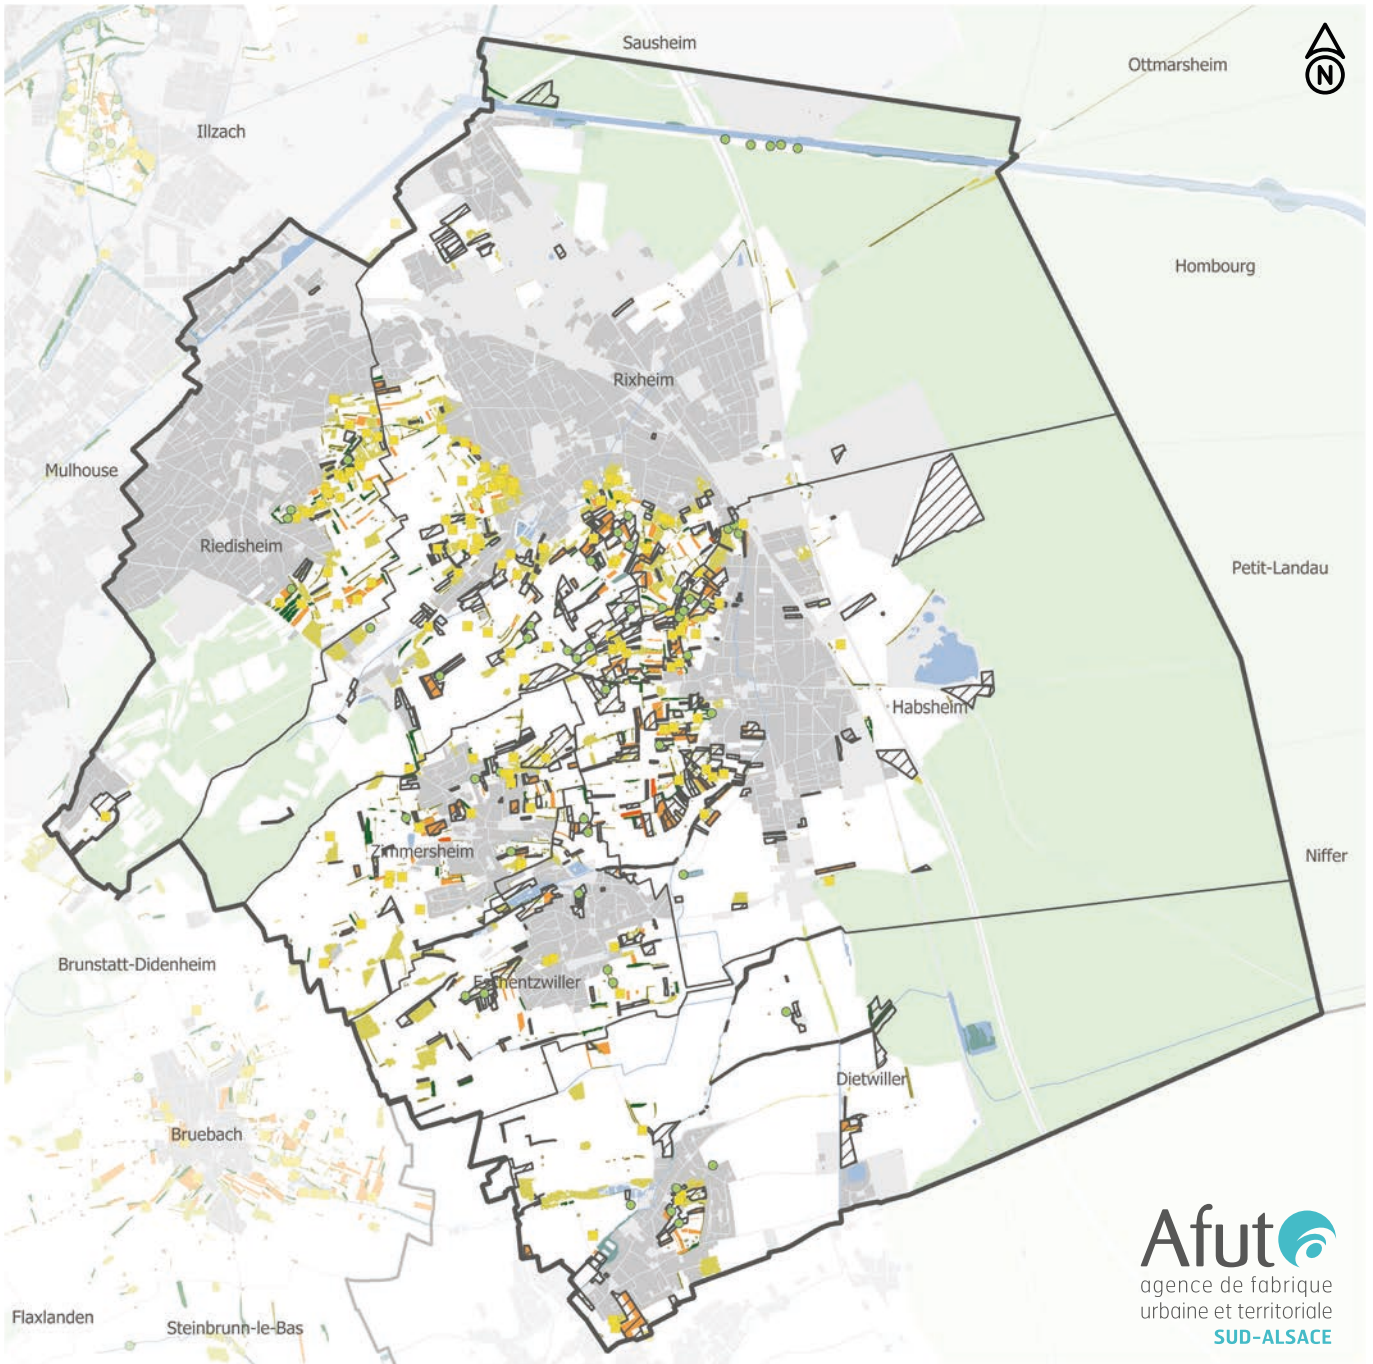 Sausheim
Ottmarsheim
N
Illzach
Hombourg
Rixheim
Mulhouse
Riedisheim
Petit-Landau
Habsheim
Zimmersheim
Niffer
Brunstatt-Didenheim
Eschentzwiller
Dietwiller
Bruebach
Flaxlanden
Steinbrunn-le-Bas
Afut
agence de fabrique
urbaine et territoriale
SUD-ALSACE